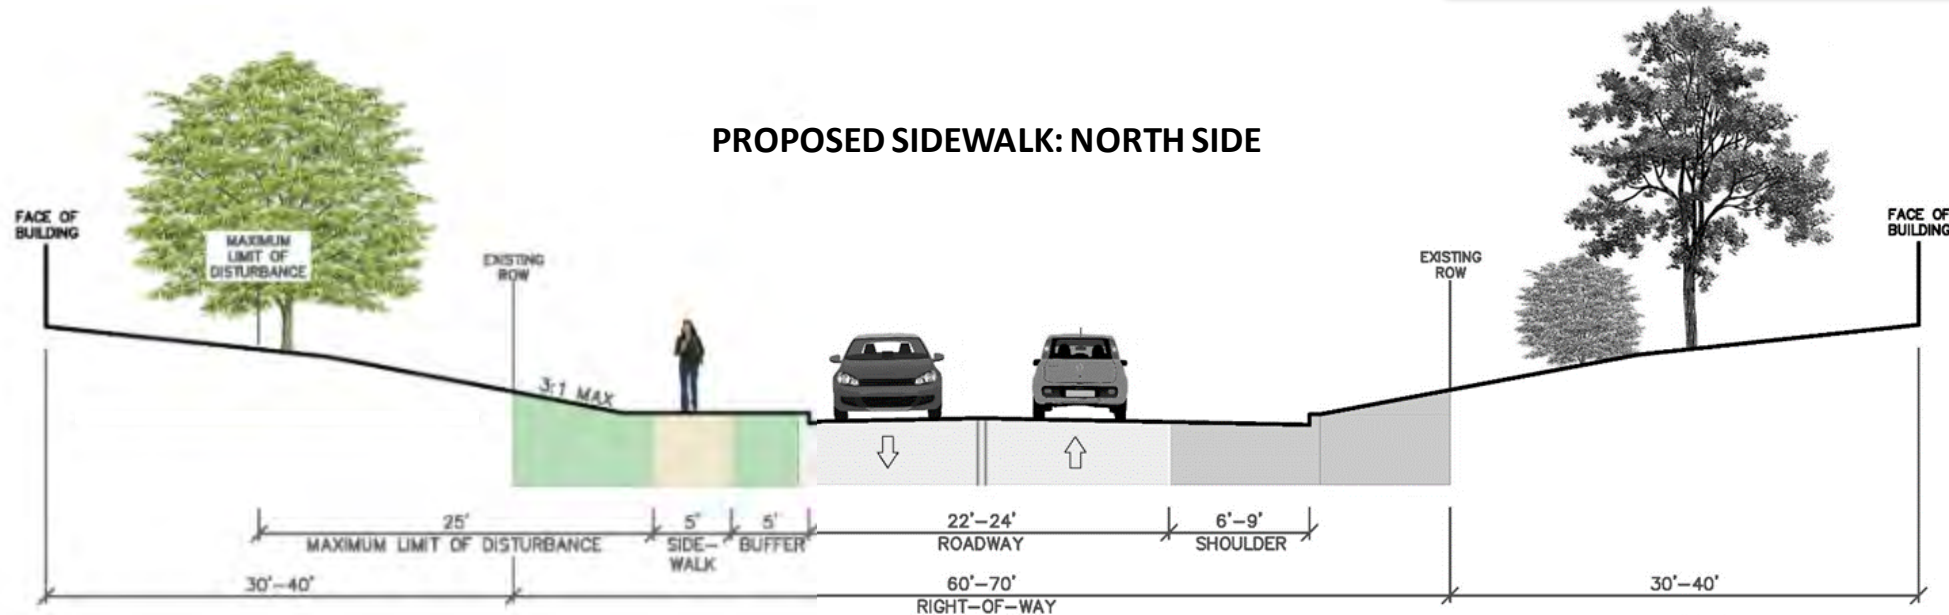 PROPOSED SIDEWALK: NORTH SIDE
FACE OF
BUILDING
MAXIMUM
LIMIT OF
DISTURBANCE
EXISTING
ROW
3:1 MAX
EXISTING
ROW
FACE OF
BUILDING
25'
MAXIMUM LIMIT OF DISTURBANCE
5'
SIDE-
WALK
5'
BUFFER
22'-24'
ROADWAY
6'-9'
SHOULDER
30'-40'
60'-70'
RIGHT-OF-WAY
30'-40'